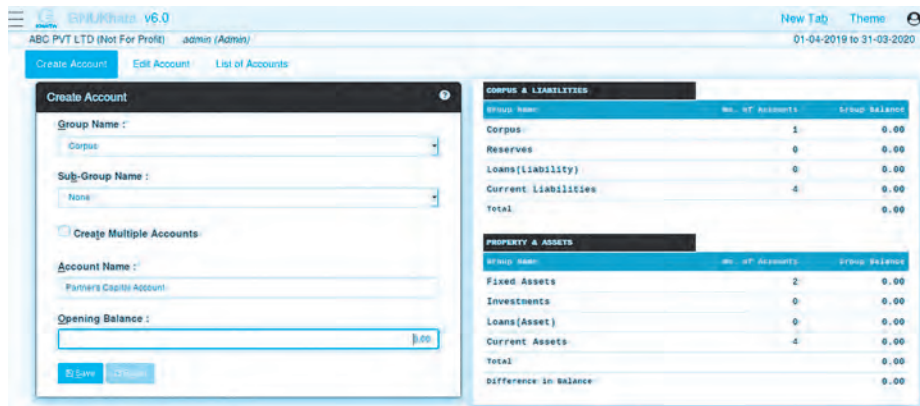 GNUKhata v6.0
New Tab Theme
ABC PVT LTD (Not For Profit) admin (Admin)
01-04-2019 to 31-03-2020
Create Account Edit Account List of Accounts
Create Account
Group Name :
Corpus
Sub-Group Name :
None
Create Multiple Accounts
Account Name :
Partners Capital Account
Opening Balance :
0.00
Save
CORPUS & LIABILITIES
Group Name No. of Accounts Group Balance
Corpus 1 0.00
Reserves 0 0.00
Loans(Liability) 0 0.00
Current Liabilities 4 0.00
Total 0.00
PROPERTY & ASSETS
Group Name No. of Accounts Group Balance
Fixed Assets 2 0.00
Investments 0 0.00
Loans(Asset) 0 0.00
Current Assets 4 0.00
Total 0.00
Difference in Balance 0.00